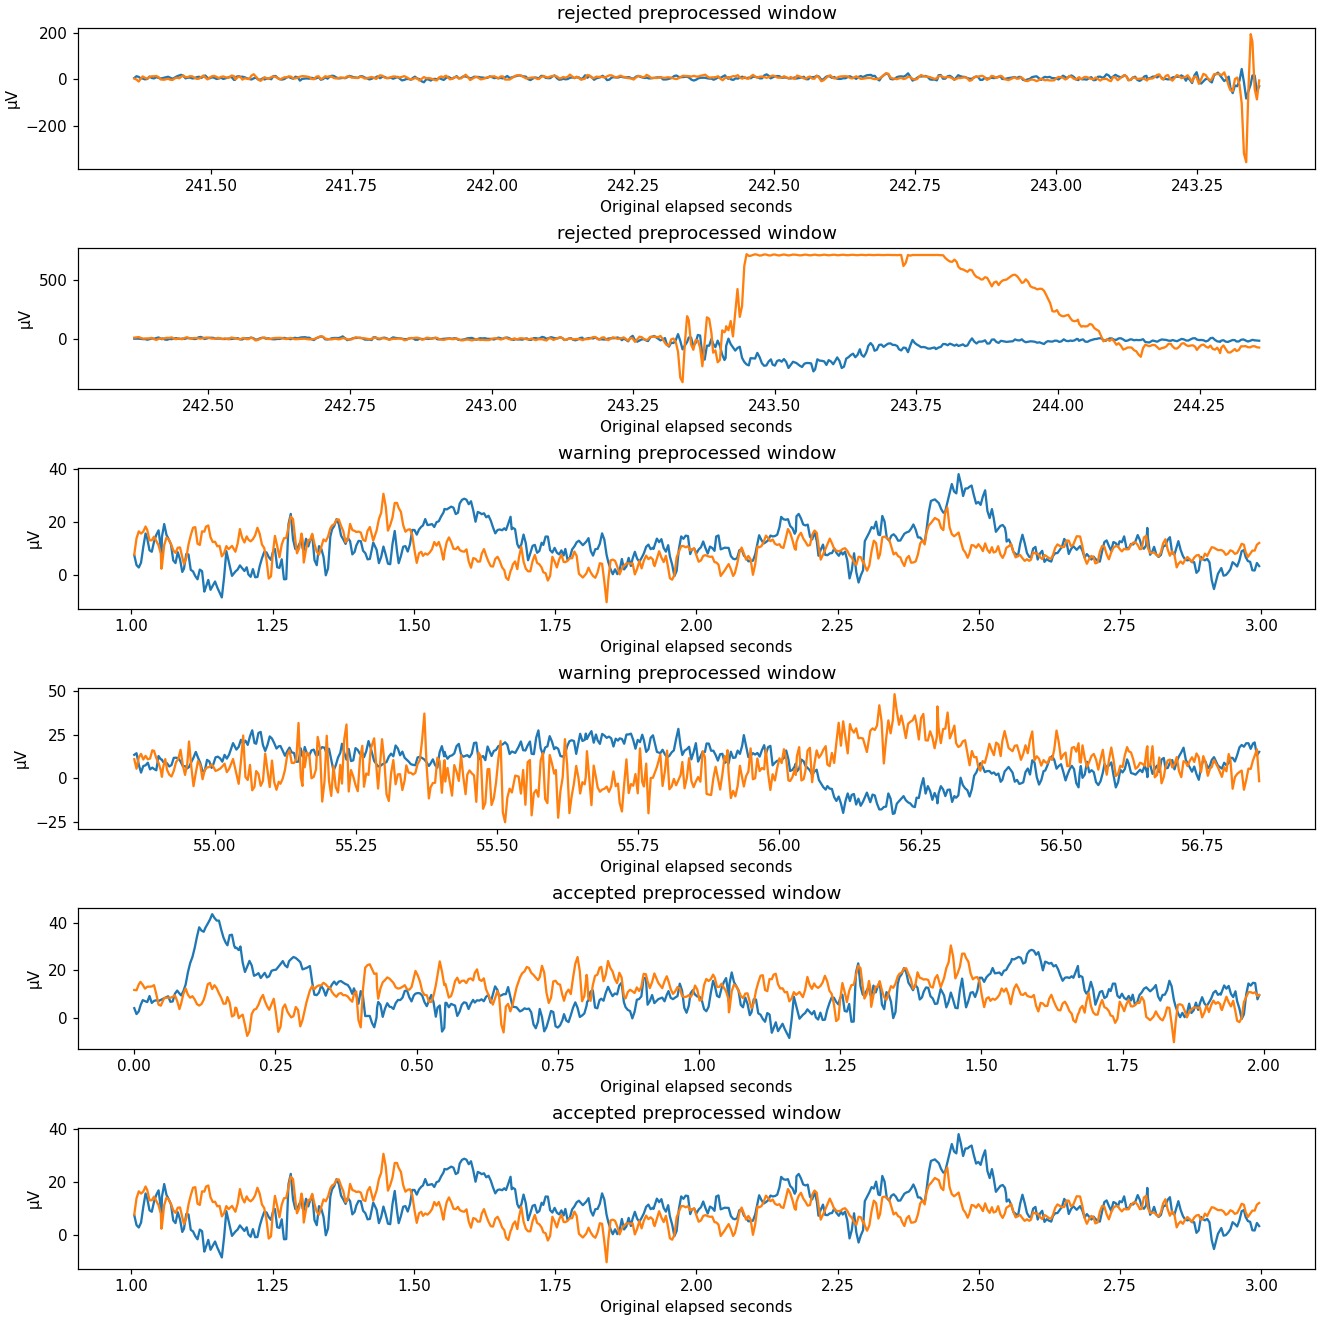 rejected preprocessed window
200
0
−200
µV
241.50 241.75 242.00 242.25 242.50 242.75 243.00 243.25
Original elapsed seconds
rejected preprocessed window
500
0
µV
242.50 242.75 243.00 243.25 243.50 243.75 244.00 244.25
Original elapsed seconds
warning preprocessed window
40
20
0
µV
1.00 1.25 1.50 1.75 2.00 2.25 2.50 2.75 3.00
Original elapsed seconds
warning preprocessed window
50
25
0
−25
µV
55.00 55.25 55.50 55.75 56.00 56.25 56.50 56.75
Original elapsed seconds
accepted preprocessed window
40
20
0
µV
0.00 0.25 0.50 0.75 1.00 1.25 1.50 1.75 2.00
Original elapsed seconds
accepted preprocessed window
40
20
0
µV
1.00 1.25 1.50 1.75 2.00 2.25 2.50 2.75 3.00
Original elapsed seconds